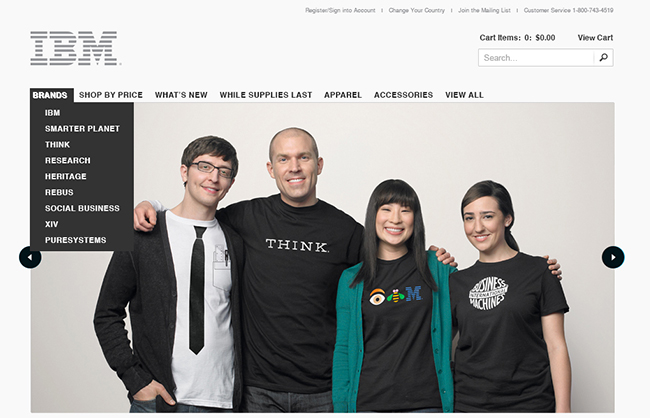 Register/Sign into Account | Change Your Country | Join the Mailing List | Customer Service 1-800-743-4519
IBM
Cart Items: 0: $0.00 View Cart
Search...
BRANDS SHOP BY PRICE WHAT'S NEW WHILE SUPPLIES LAST APPAREL ACCESSORIES VIEW ALL
IBM
SMARTER PLANET
THINK
RESEARCH
HERITAGE
REBUS
SOCIAL BUSINESS
XIV
PURESYSTEMS
THINK.
M
BUSINESS
INTERNATIONAL
MACHINES